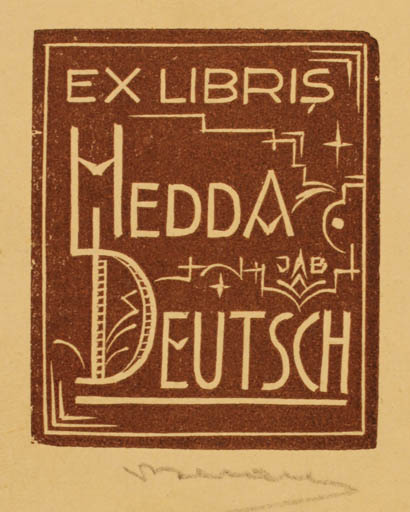 EX LIBRIS
HEDDA
JAB
DEUTSCH